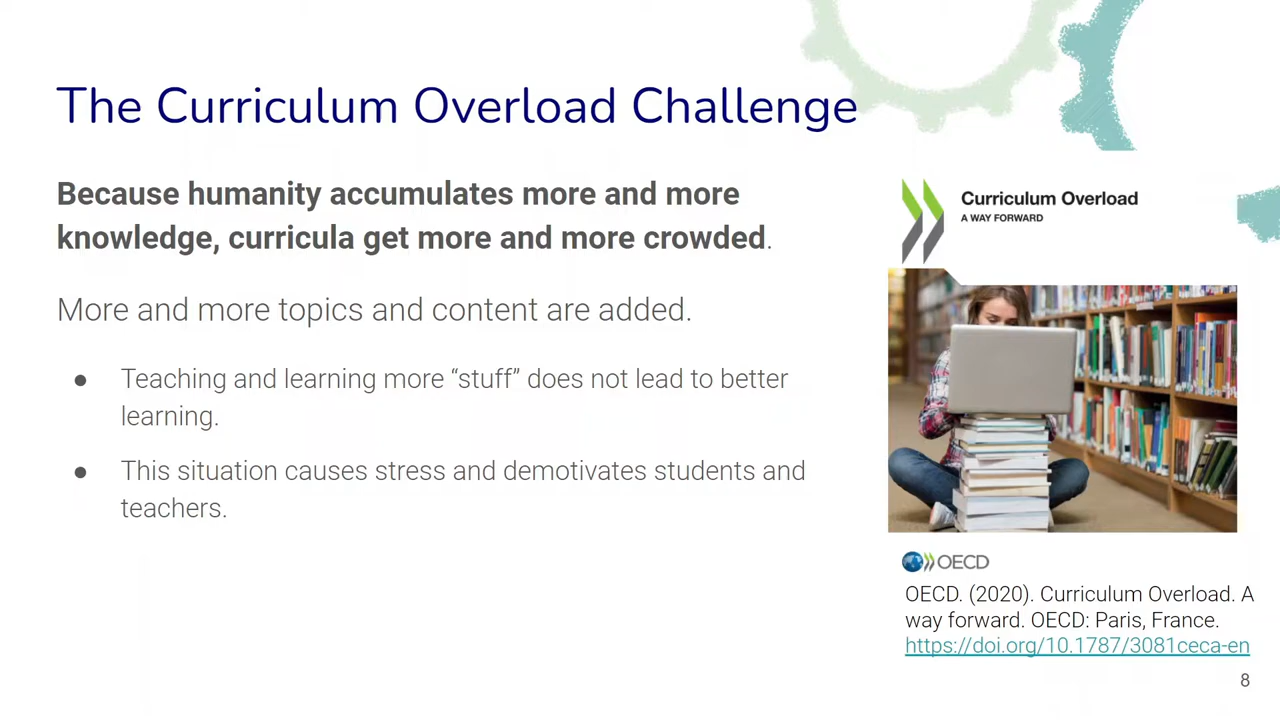 The Curriculum Overload Challenge
Because humanity accumulates more and more
knowledge, curricula get more and more crowded.
More and more topics and content are added.
● Teaching and learning more “stuff” does not lead to better
learning.
● This situation causes stress and demotivates students and
teachers.
Curriculum Overload
A WAY FORWARD
OECD
OECD. (2020). Curriculum Overload. A
way forward. OECD: Paris, France.
https://doi.org/10.1787/3081ceca-en
8